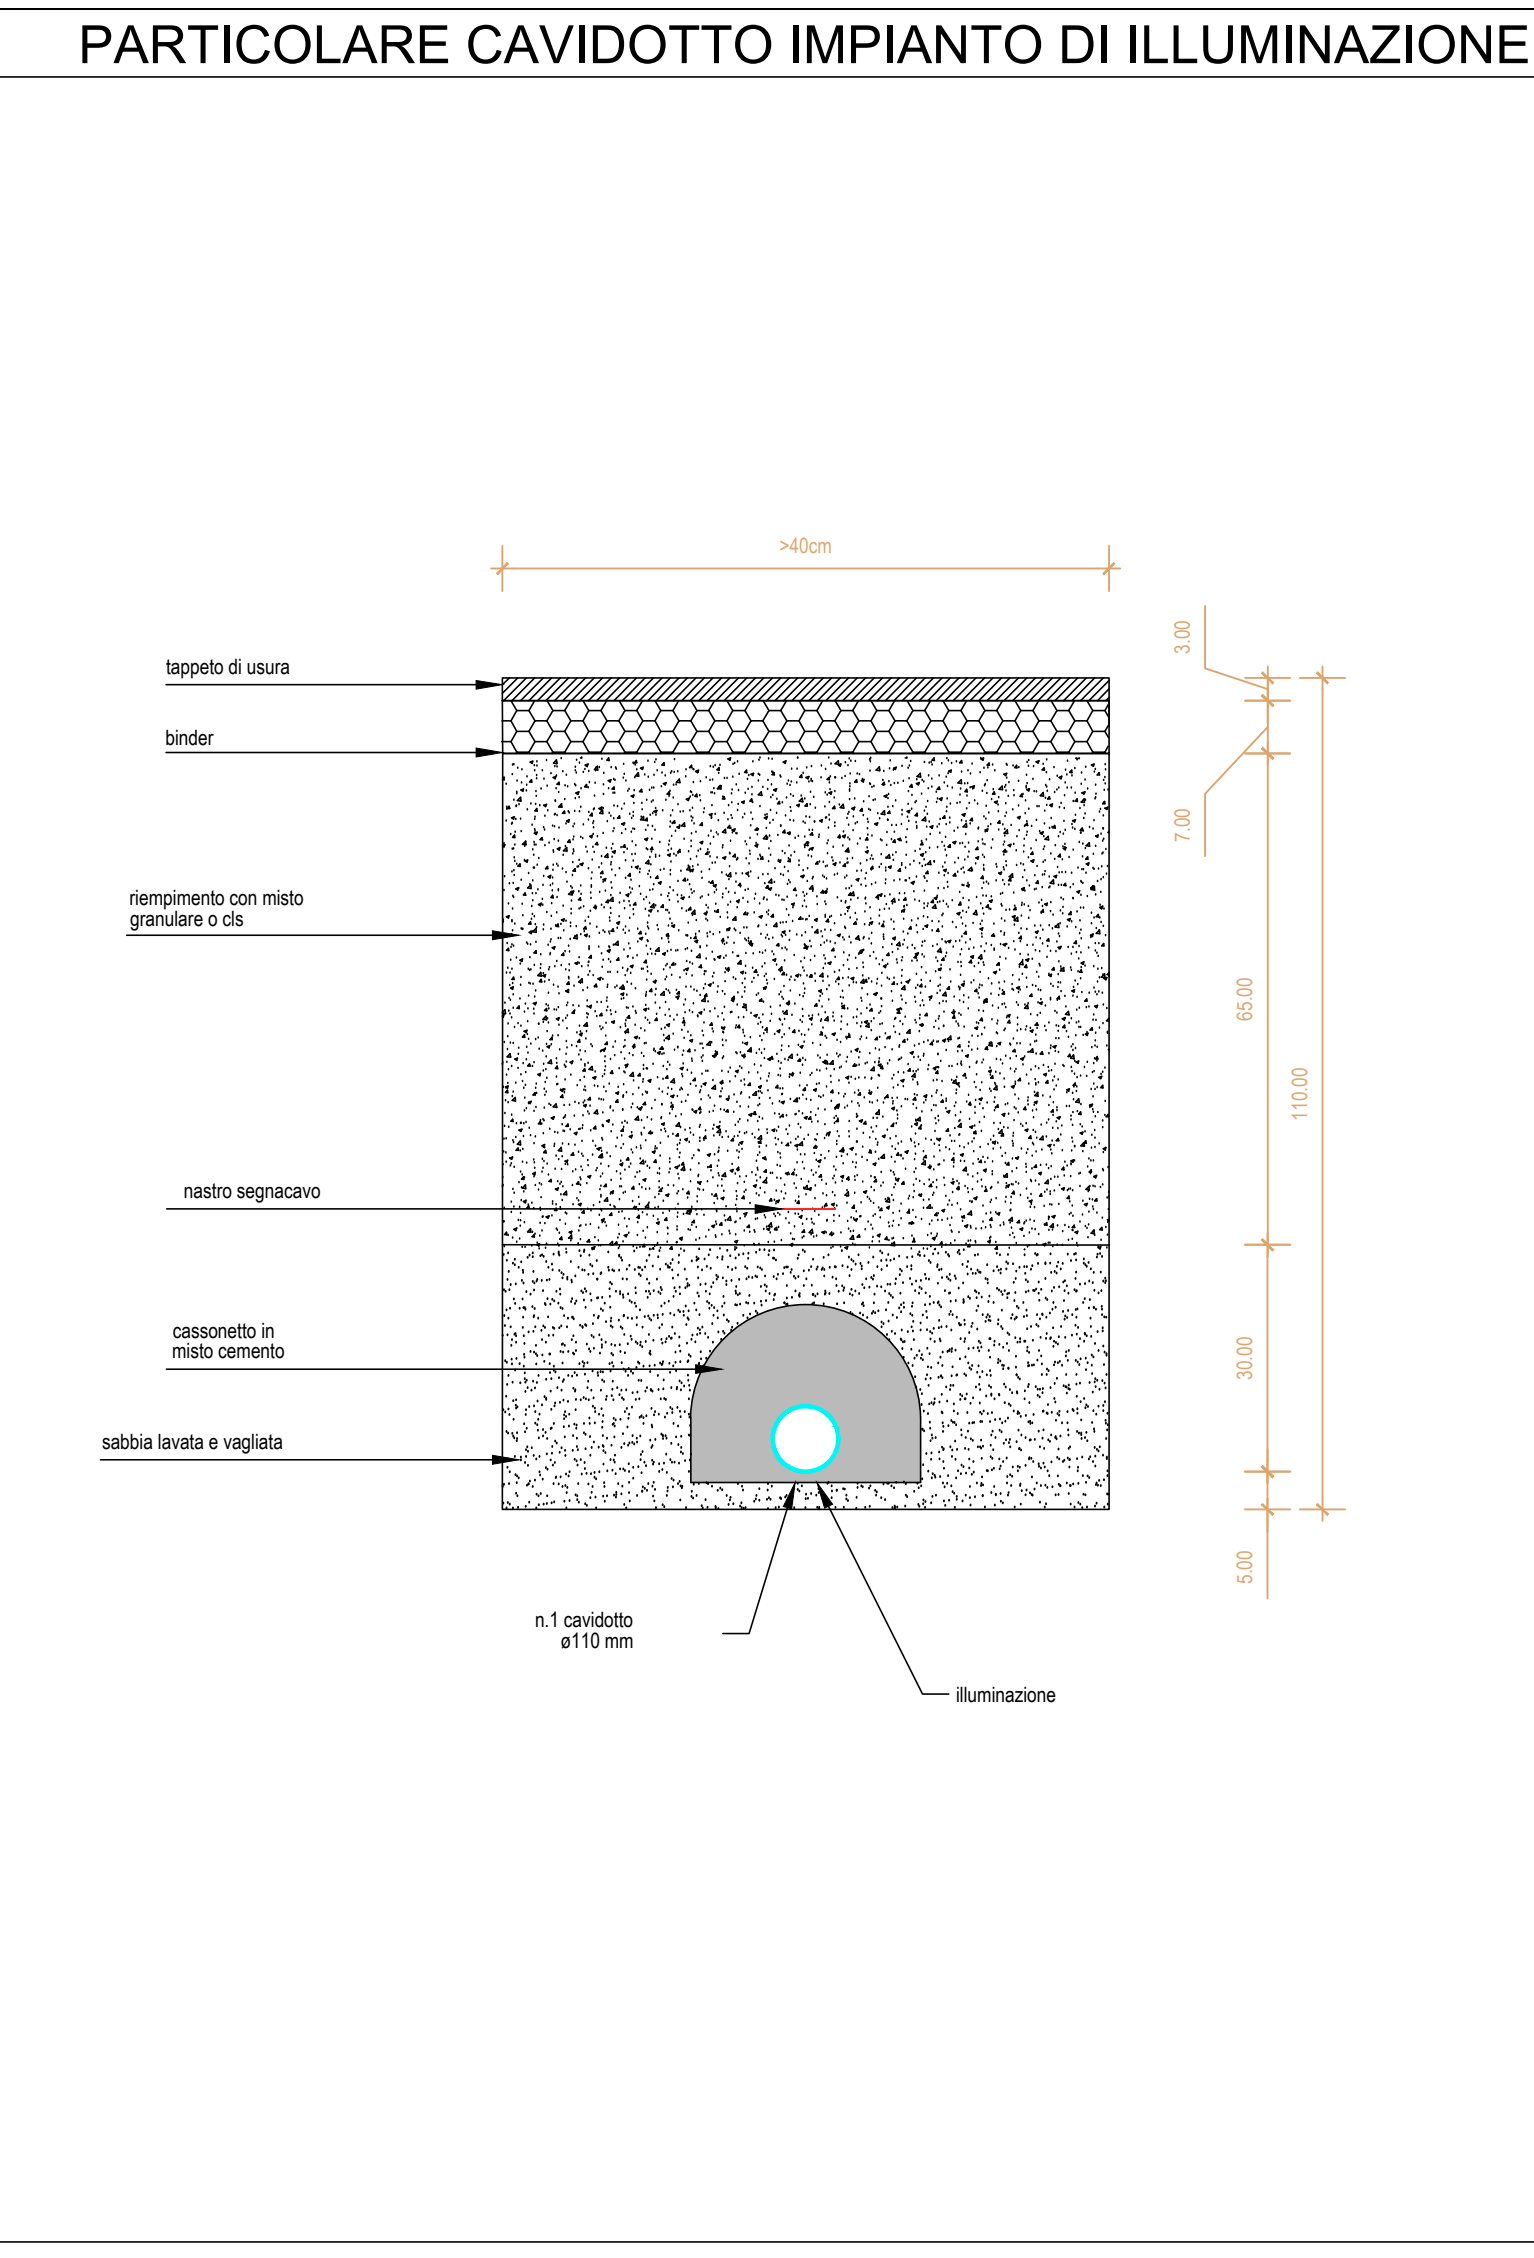 PARTICOLARE CAVIDOTTO IMPIANTO DI ILLUMINAZIONE
>40cm
3.00
tappeto di usura
binder
7.00
riempimento con misto
granulare o cls
65.00
110.00
nastro segnacavo
cassonetto in
misto cemento
30.00
sabbia lavata e vagliata
5.00
n.1 cavidotto
ø110 mm
illuminazione